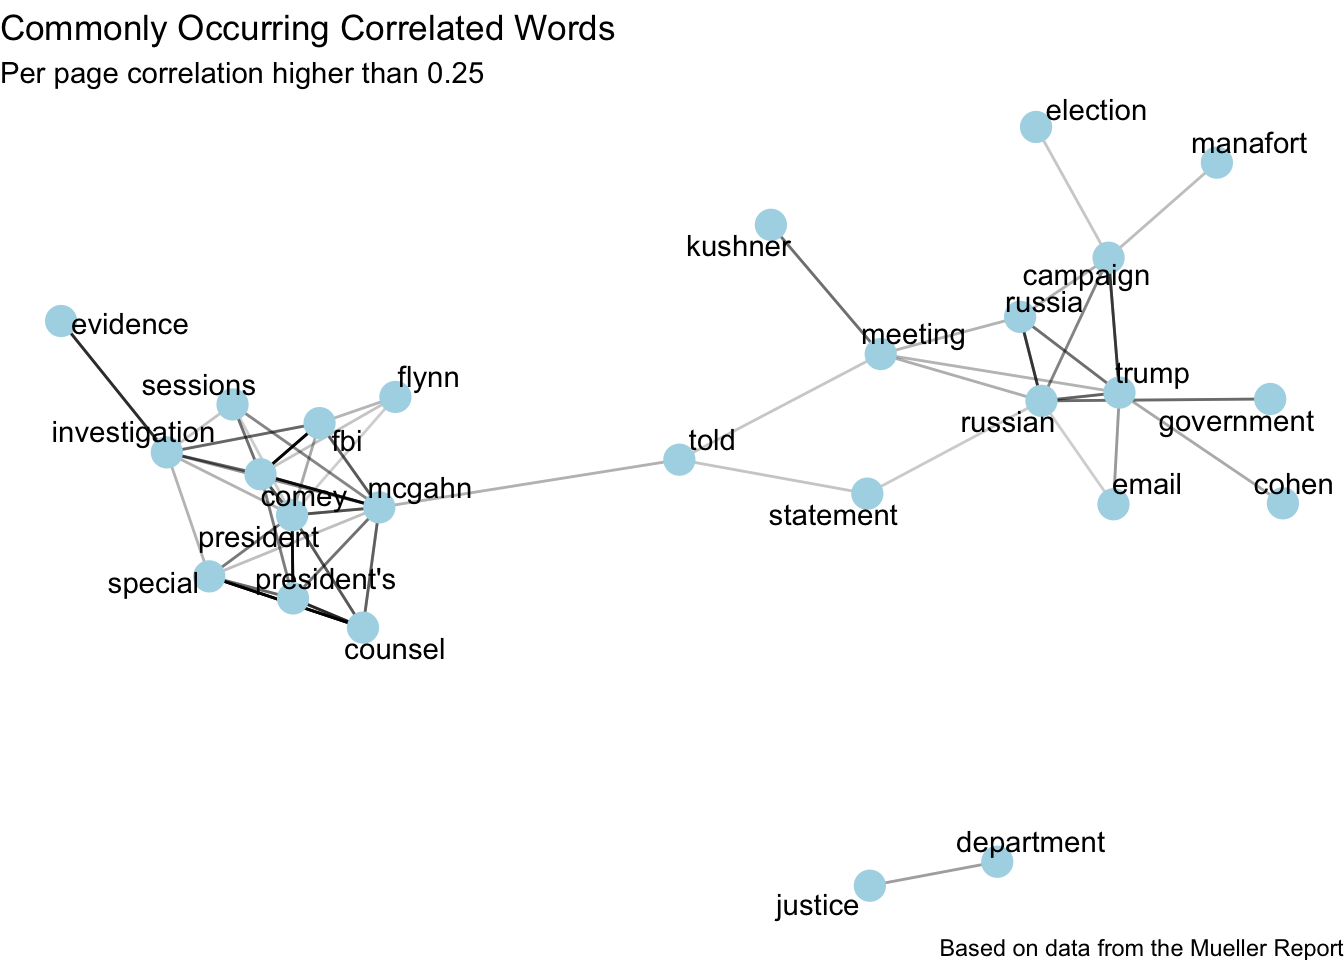 Commonly Occurring Correlated Words
Per page correlation higher than 0.25
election
manafort
kushner
campaign
russia
evidence
meeting
sessions
flynn
trump
investigation
fbi
russian
government
told
comey
mcgahn
email
cohen
statement
president
special
president's
counsel
department
justice
Based on data from the Mueller Report